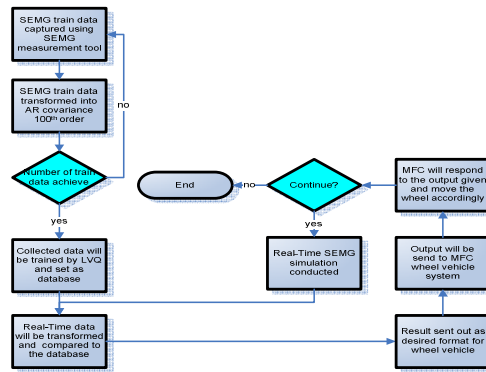 SEMG train data
captured using
SEMG
measurement tool
SEMG train data
transformed into
AR covariance
100th order
no
Number of train
data achieve
yes
Collected data will
be trained by LVQ
and set as
database
Real-Time data
will be transformed
and compared to
the database
End
no
Continue?
yes
Real-Time SEMG
simulation
conducted
MFC will respond
to the output given
and move the
wheel accordingly
Output will be
send to MFC
wheel vehicle
system
Result sent out as
desired format for
wheel vehicle